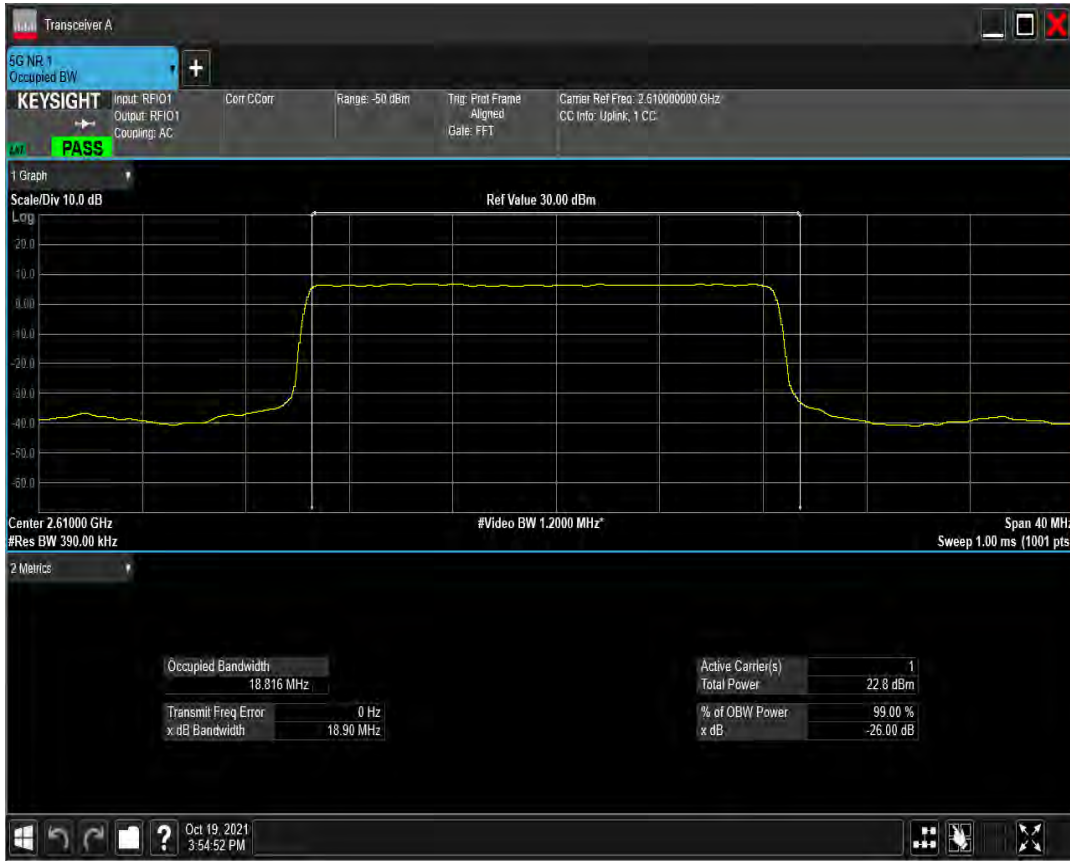 Transceiver A
5G NR 1
Occupied BW
+
KEYSIGHT
PASS
Input: RFIO1
Output: RFIO1
Coupling: AC
Corr CCorr
Range: -50 dBm
Trig: Prot Frame
Aligned
Gate: FFT
Carrier Ref Freq: 2.610000000 GHz
CC Info: Uplink, 1 CC
1 Graph
Scale/Div 10.0 dB
Ref Value 30.00 dBm
Log
20.0
10.0
0.00
-10.0
-20.0
-30.0
-40.0
-50.0
-60.0
Center 2.61000 GHz
#Video BW 1.2000 MHz*
Span 40 MHz
#Res BW 390.00 kHz
Sweep 1.00 ms (1001 pts
2 Metrics
Occupied Bandwidth
18.816 MHz
Transmit Freq Error 0 Hz
x dB Bandwidth 18.90 MHz
Active Carrier(s) 1
Total Power 22.8 dBm
% of OBW Power 99.00 %
x dB -26.00 dB
?
Oct 19, 2021
3:54:52 PM